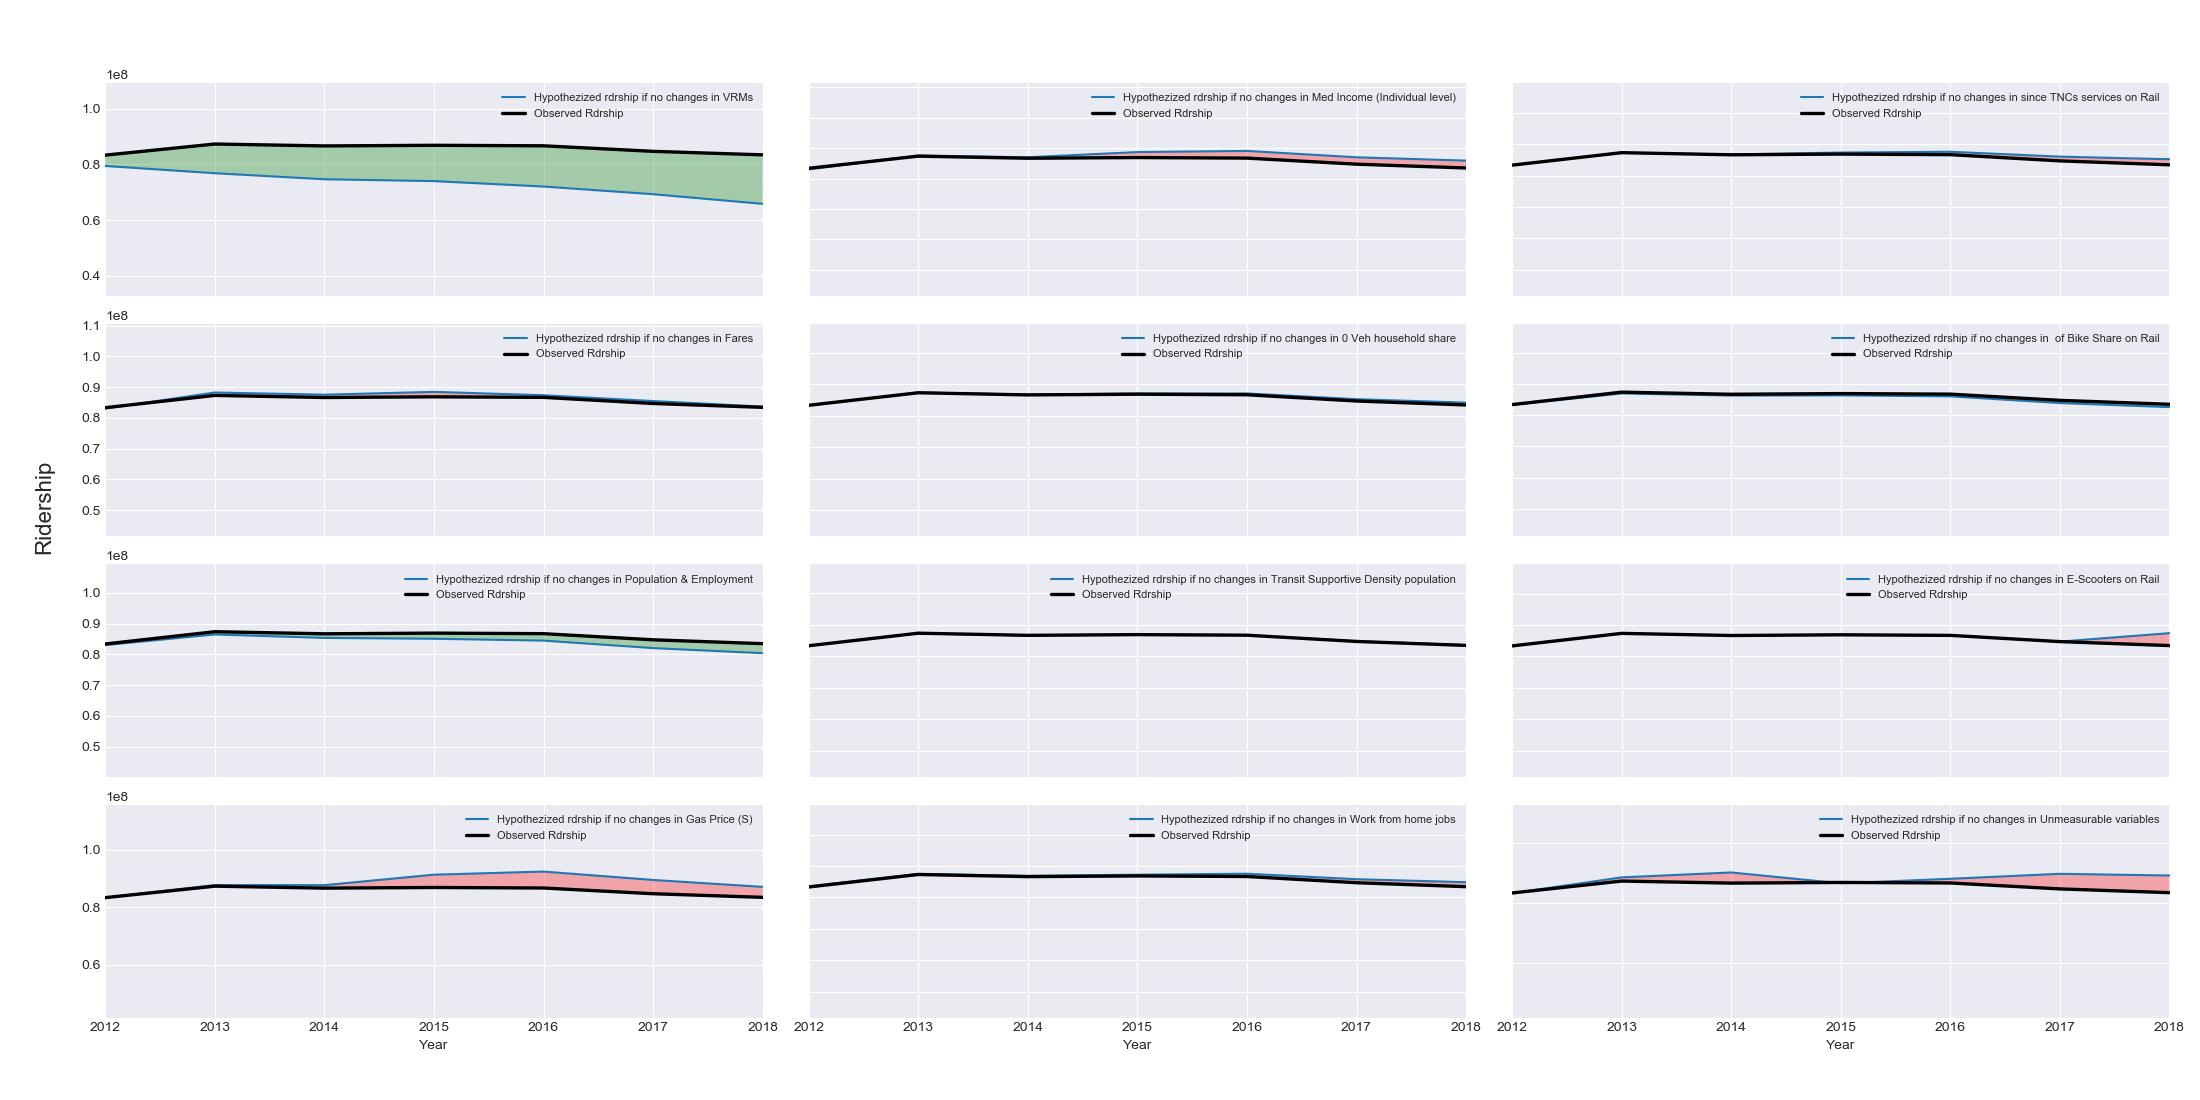 Ridership
1e8
1.0
0.8
0.6
0.4
Hypothezized rdrship if no changes in VRMs
Observed Rdrship
Hypothezized rdrship if no changes in Med Income (Individual level)
Observed Rdrship
Hypothezized rdrship if no changes in since TNCs services on Rail
Observed Rdrship
1e8
1.1
1.0
0.9
0.8
0.7
0.6
0.5
Hypothezized rdrship if no changes in Fares
Observed Rdrship
Hypothezized rdrship if no changes in 0 Veh household share
Observed Rdrship
Hypothezized rdrship if no changes in  of Bike Share on Rail
Observed Rdrship
1e8
1.0
0.9
0.8
0.7
0.6
0.5
Hypothezized rdrship if no changes in Population & Employment
Observed Rdrship
Hypothezized rdrship if no changes in Transit Supportive Density population
Observed Rdrship
Hypothezized rdrship if no changes in E-Scooters on Rail
Observed Rdrship
1e8
1.0
0.8
0.6
Hypothezized rdrship if no changes in Gas Price (S)
Observed Rdrship
2012 2013 2014 2015 2016 2017 2018
Year
Hypothezized rdrship if no changes in Work from home jobs
Observed Rdrship
2012 2013 2014 2015 2016 2017 2018
Year
Hypothezized rdrship if no changes in Unmeasurable variables
Observed Rdrship
2012 2013 2014 2015 2016 2017 2018
Year